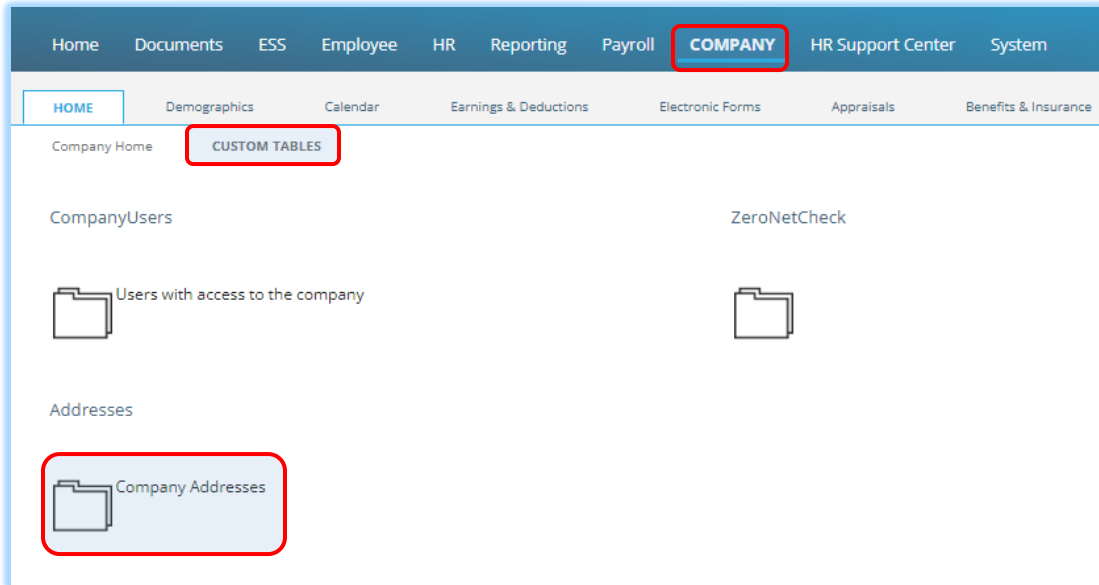 Home Documents ESS Employee HR Reporting Payroll COMPANY HR Support Center System
HOME Demographics Calendar Earnings & Deductions Electronic Forms Appraisals Benefits & Insurance
Company Home CUSTOM TABLES
CompanyUsers ZeroNetCheck
Users with access to the company
Addresses
Company Addresses